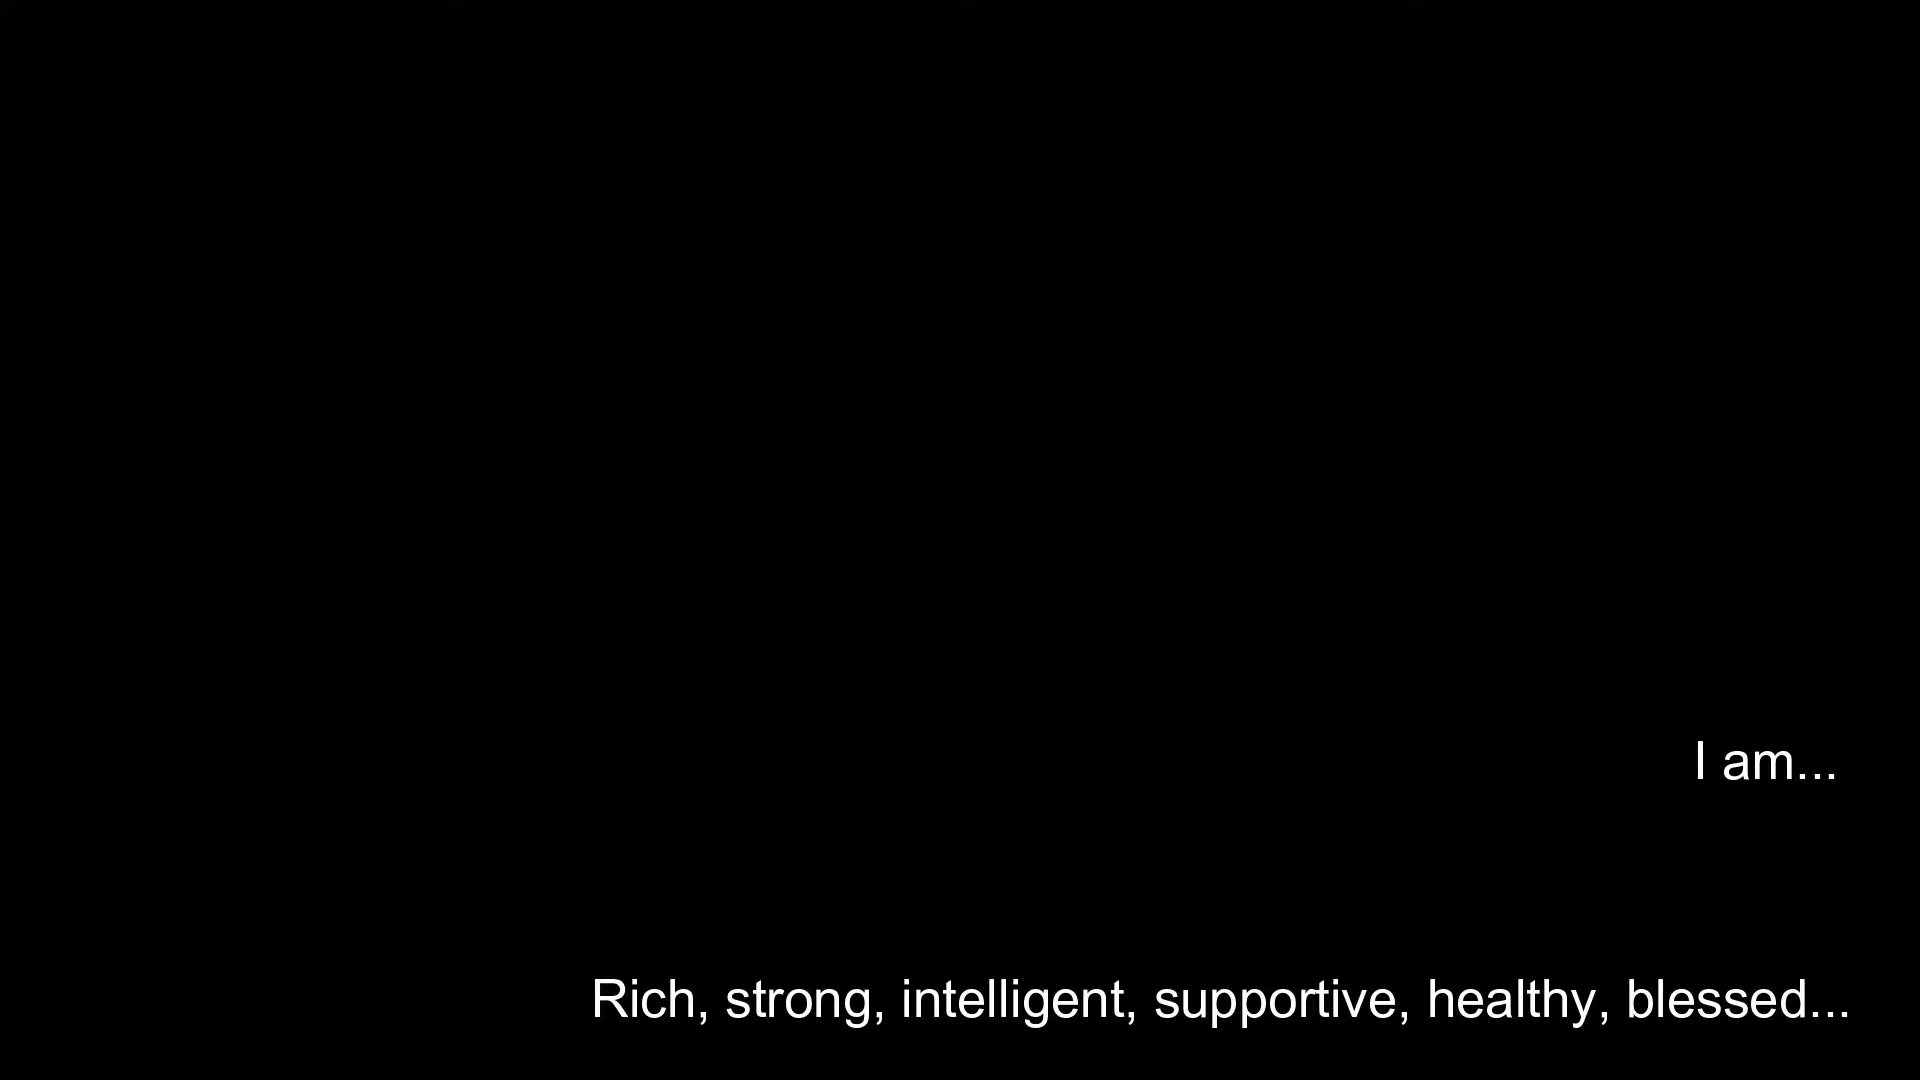 I am...
Rich, strong, intelligent, supportive, healthy, blessed...